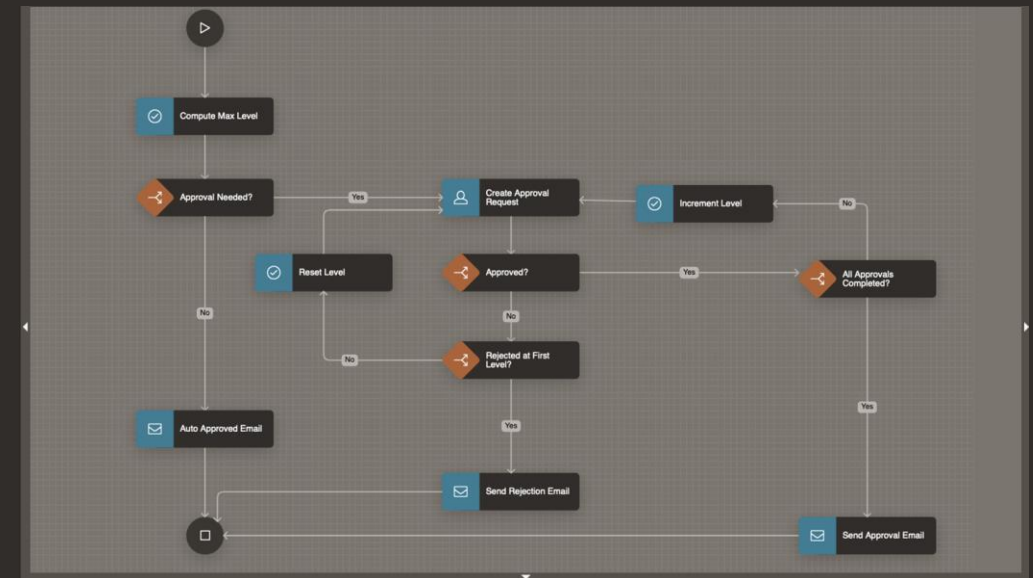 Compute Max Level
Approval Needed?
Yes
Create Approval
Request
Increment Level
No
Reset Level
Approved?
Yes
All Approvals
Completed?
No
No
No
Rejected at First
Level?
Yes
Yes
Auto Approved Email
Send Rejection Email
Send Approval Email